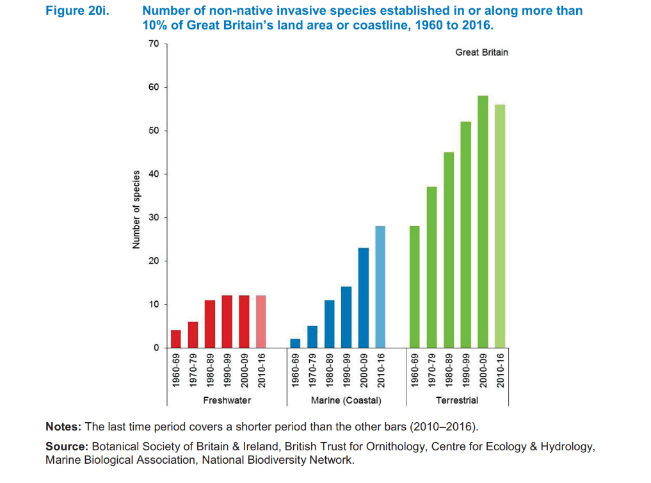 Figure 20i. Number of non-native invasive species established in or along more than
10% of Great Britain's land area or coastline, 1960 to 2016.
70
Great Britain
60
50
40
30
20
10
0
Number of species
1960-69
1970-79
1980-89
1990-99
2000-09
2010-16
1960-69
1970-79
1980-89
1990-99
2000-09
2010-16
1960-69
1970-79
1980-89
1990-99
2000-09
2010-16
Freshwater
Marine (Coastal)
Terrestrial
Notes: The last time period covers a shorter period than the other bars (2010–2016).
Source: Botanical Society of Britain & Ireland, British Trust for Ornithology, Centre for Ecology & Hydrology,
Marine Biological Association, National Biodiversity Network.